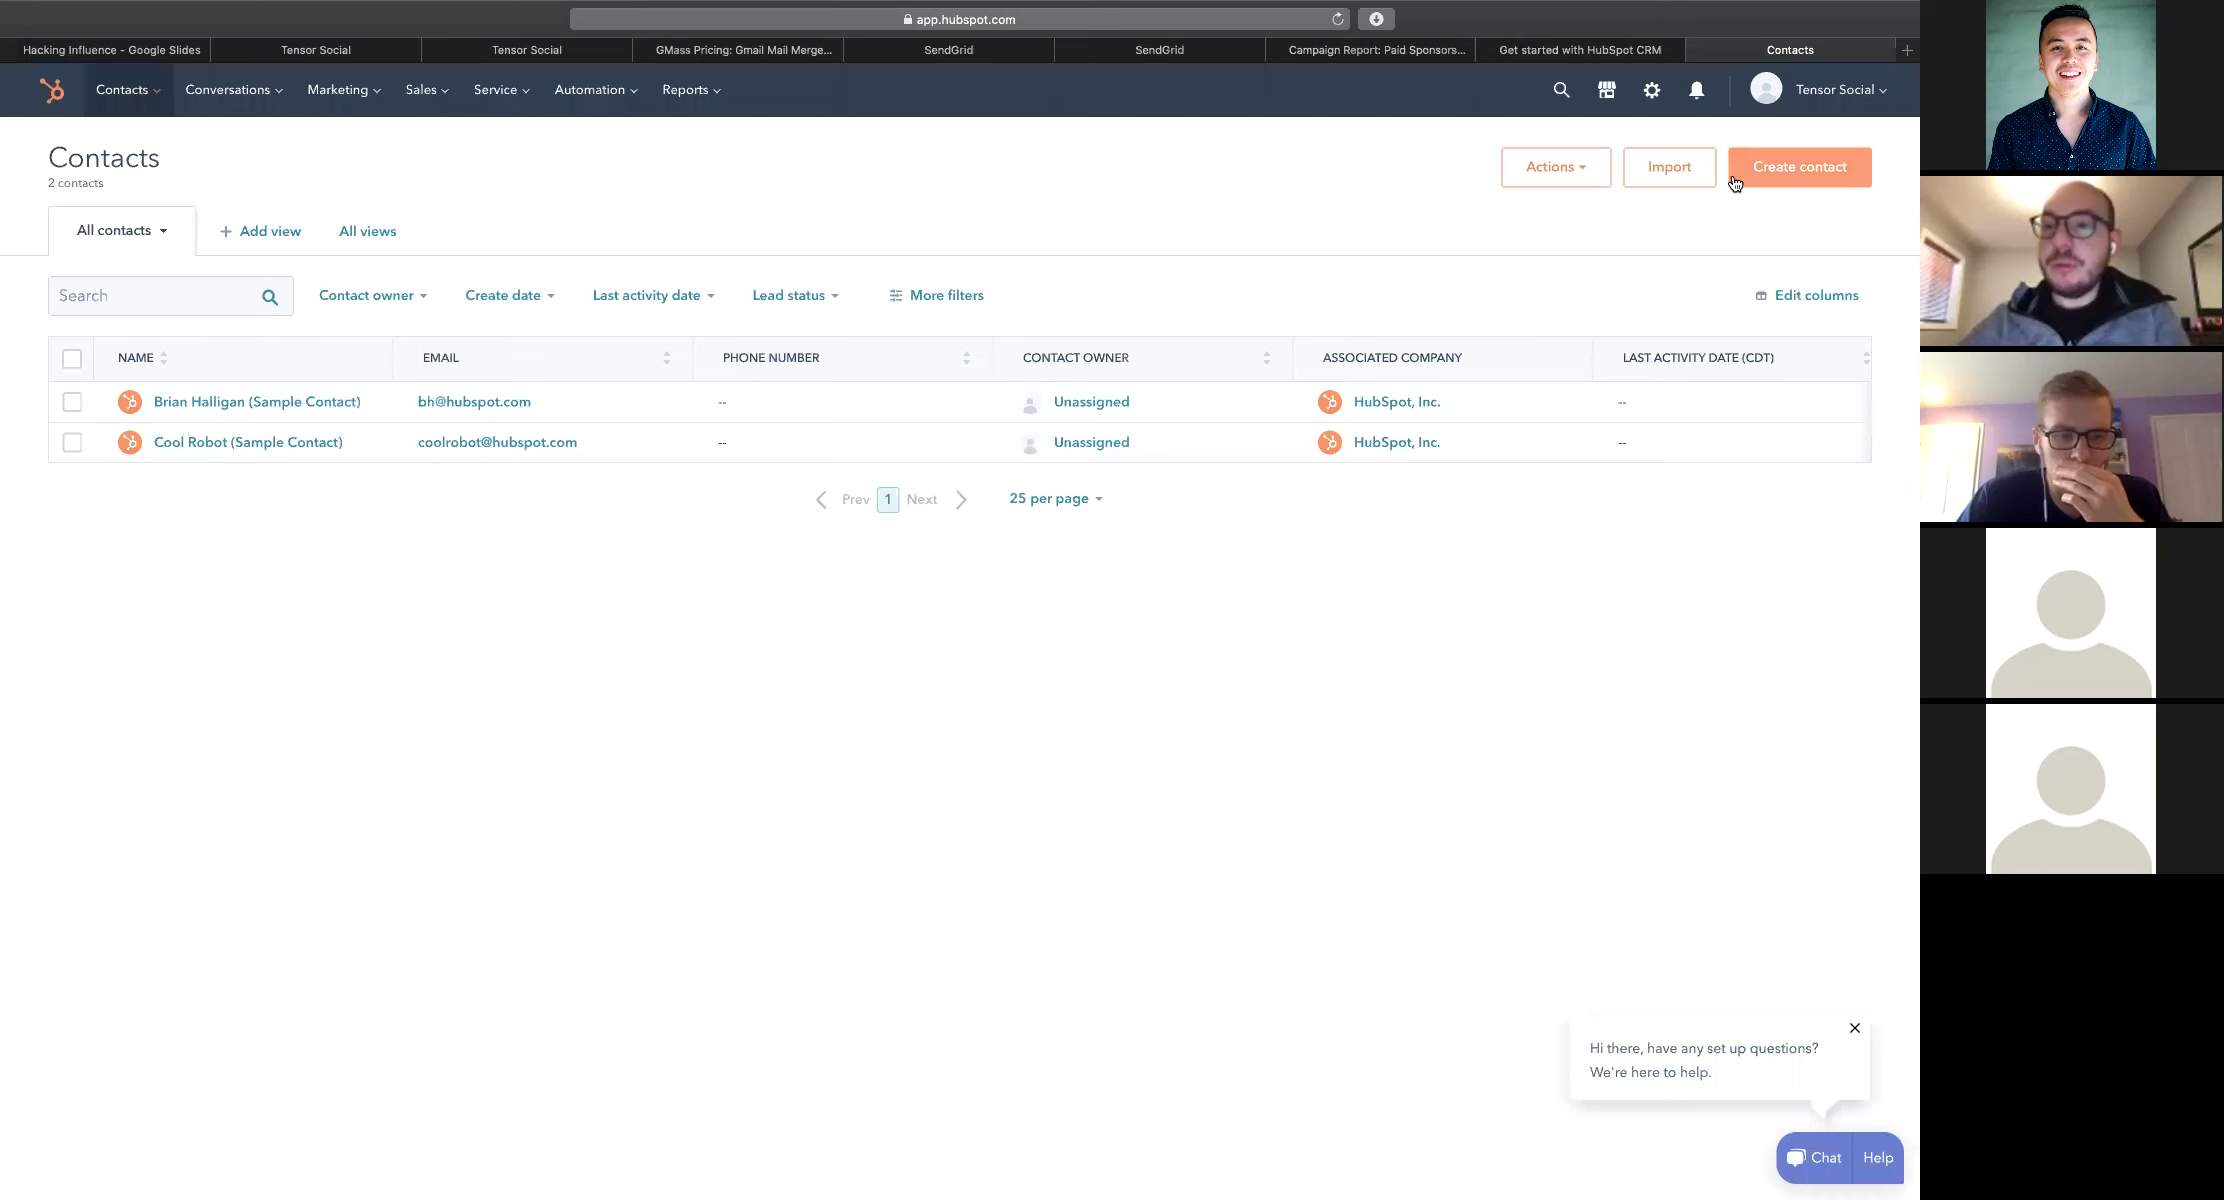 app.hubspot.com
Hacking Influence - Google Slides
Tensor Social
Tensor Social
GMass Pricing: Gmail Mail Merge...
SendGrid
SendGrid
Campaign Report: Paid Sponsors...
Get started with HubSpot CRM
Contacts
Contacts
Conversations
Marketing
Sales
Service
Automation
Reports
Tensor Social
Contacts
2 contacts
Actions
Import
Create contact
All contacts
+ Add view
All views
Search
Contact owner
Create date
Last activity date
Lead status
More filters
Edit columns
NAME
EMAIL
PHONE NUMBER
CONTACT OWNER
ASSOCIATED COMPANY
LAST ACTIVITY DATE (CDT)
Brian Halligan (Sample Contact)
bh@hubspot.com
--
Unassigned
HubSpot, Inc.
--
Cool Robot (Sample Contact)
coolrobot@hubspot.com
--
Unassigned
HubSpot, Inc.
--
Prev
1
Next
25 per page
Hi there, have any set up questions?
We're here to help.
Chat
Help